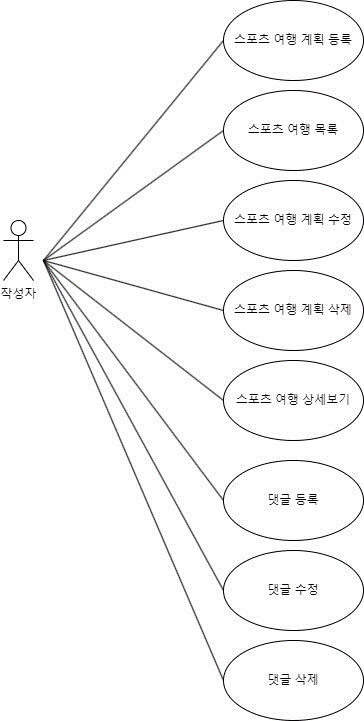 스포츠 여행 계획 등록
스포츠 여행 목록
스포츠 여행 계획 수정
작성자
스포츠 여행 계획 삭제
스포츠 여행 상세보기
댓글 등록
댓글 수정
댓글 삭제